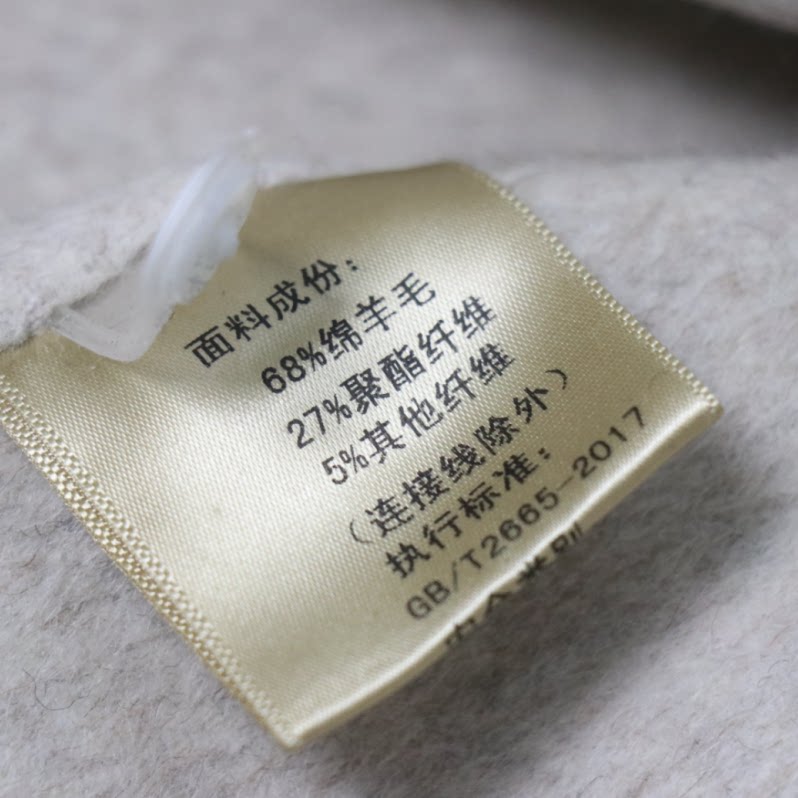 面料成份：
68%绵羊毛
27%聚酯纤维
5%其他纤维
（连接线除外）
执行标准：
GB/T2665-2017